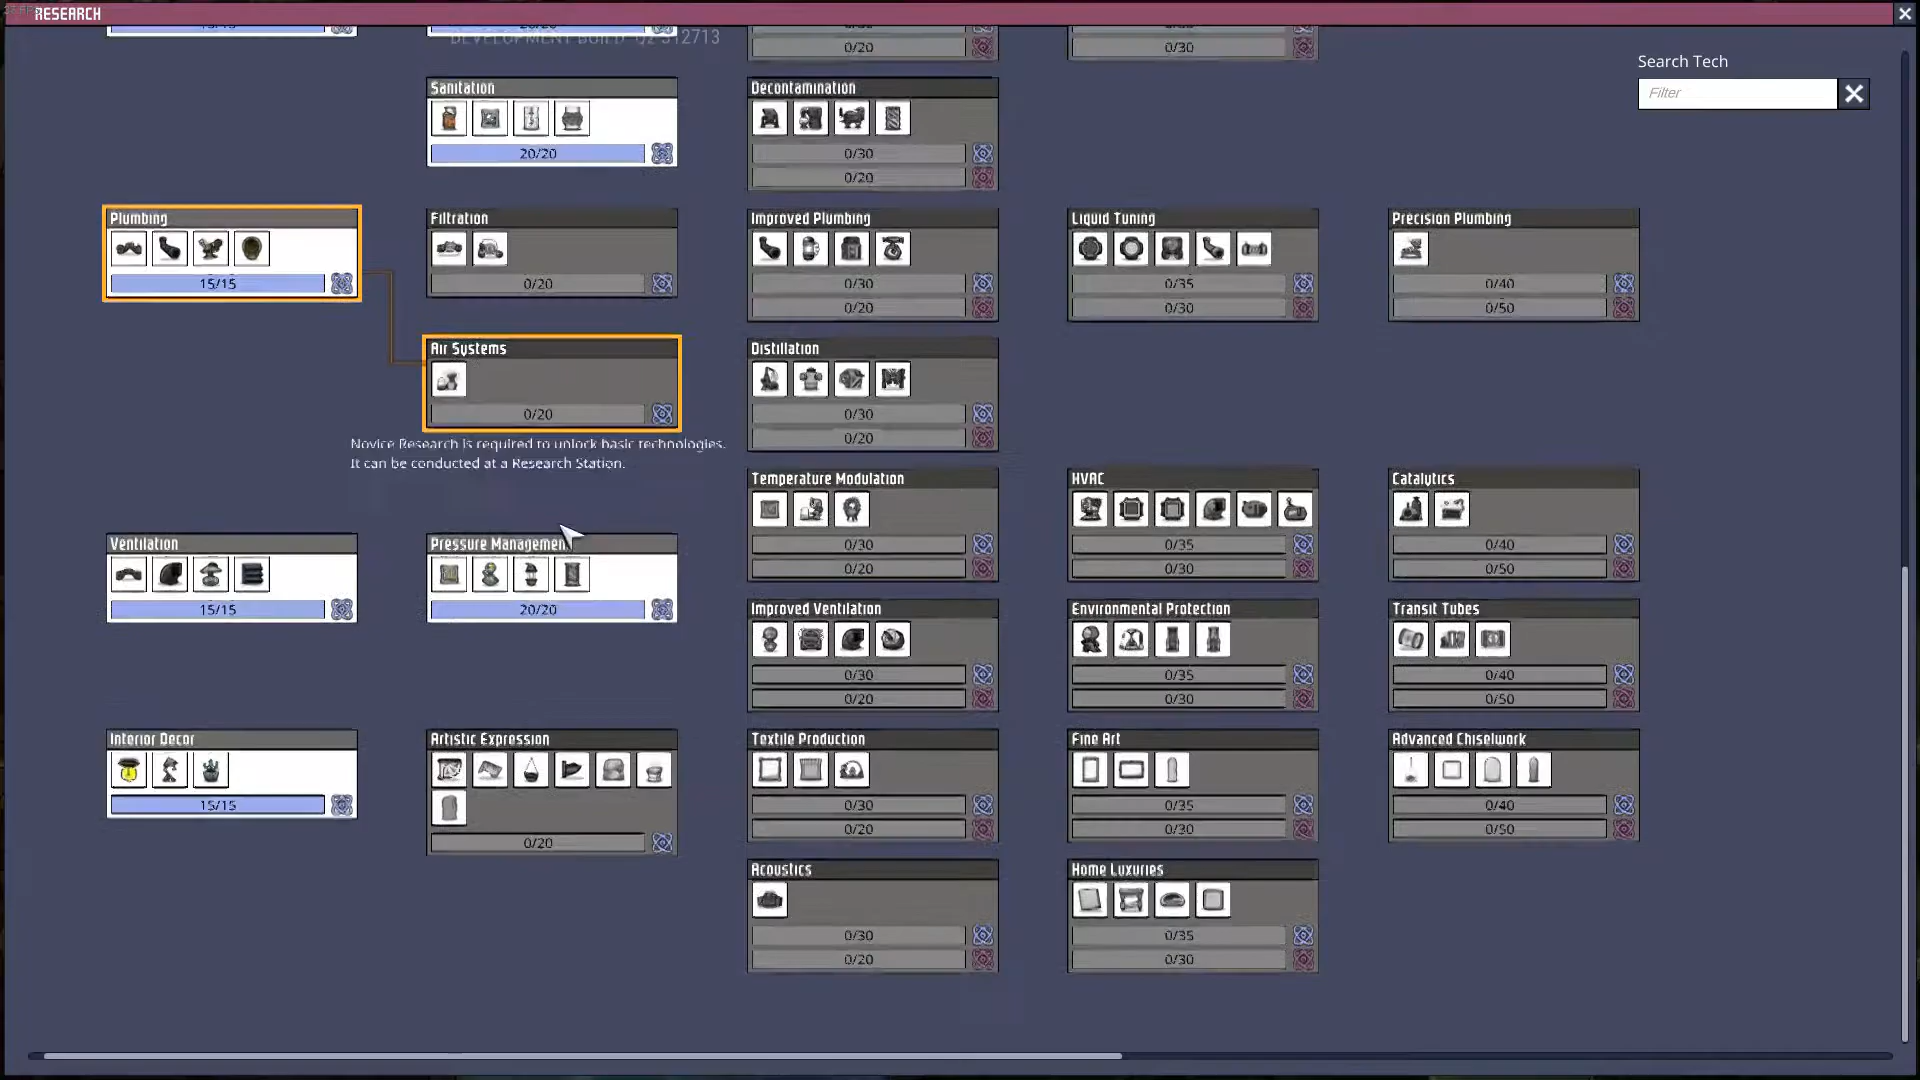 RESEARCH
DEVELOPMENT BUILD
Search Tech
Filter
0/20
0/30
Sanitation
20/20
Decontamination
0/30
0/20
Plumbing
15/15
Filtration
0/20
Improved Plumbing
0/30
0/20
Liquid Tuning
0/35
0/30
Precision Plumbing
0/40
0/50
Air Systems
0/20
Novice Research is required to unlock basic technologies.
It can be conducted at a Research Station.
Distillation
0/30
0/20
Temperature Modulation
0/30
0/20
HVAC
0/35
0/30
Catalytics
0/40
0/50
Ventilation
15/15
Pressure Management
20/20
Improved Ventilation
0/30
0/20
Environmental Protection
0/35
0/30
Transit Tubes
0/40
0/50
Interior Decor
15/15
Artistic Expression
0/20
Textile Production
0/30
0/20
Fine Art
0/35
0/30
Advanced Chiselwork
0/40
0/50
Acoustics
0/30
0/20
Home Luxuries
0/35
0/30